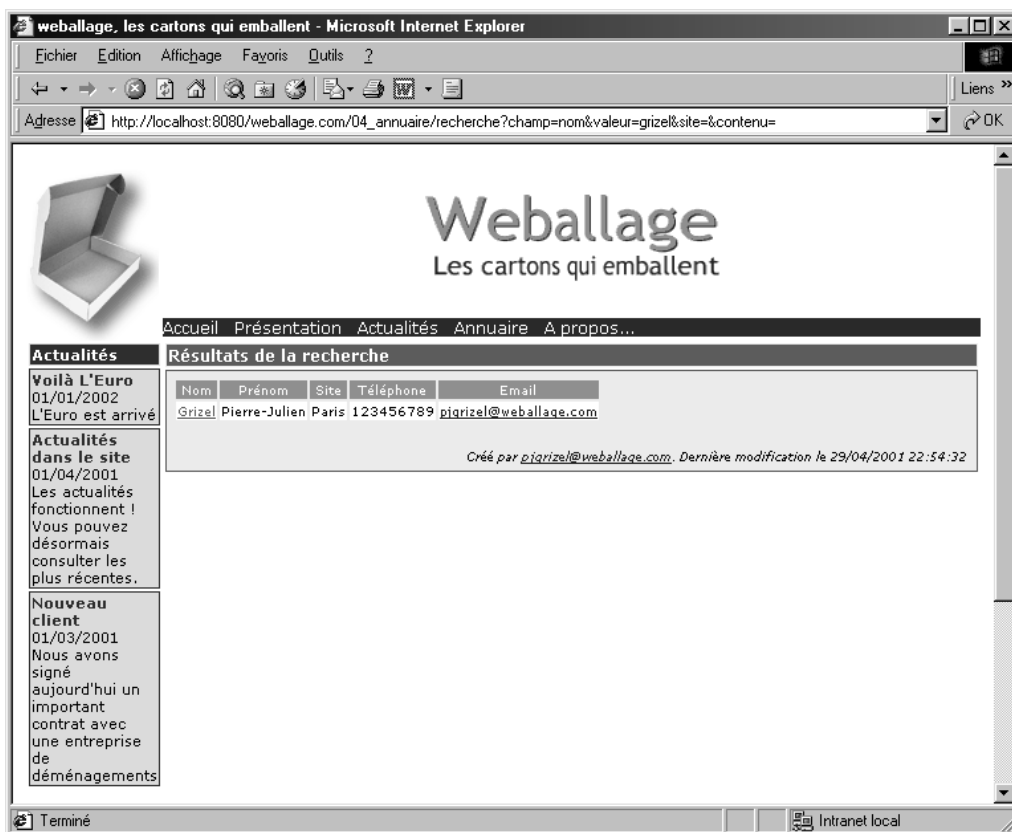 weballage, les cartons qui emballent - Microsoft Internet Explorer
Fichier Edition Affichage Favoris Outils ?
Liens »
Adresse http://localhost:8080/weballage.com/04_annuaire/recherche?champ=nom&valeur=grizel&site=&contenu= OK
Weballage
Les cartons qui emballent
Accueil Présentation Actualités Annuaire A propos...
Actualités
Voilà L'Euro
01/01/2002
L'Euro est arrivé
Actualités
dans le site
01/04/2001
Les actualités
fonctionnent !
Vous pouvez
désormais
consulter les
plus récentes.
Nouveau
client
01/03/2001
Nous avons
signé
aujourd'hui un
important
contrat avec
une entreprise
de
déménagements
Résultats de la recherche
Nom Prénom Site Téléphone Email
Grizel Pierre-Julien Paris 123456789 pjgrizel@weballage.com
Créé par pjgrizel@weballage.com. Dernière modification le 29/04/2001 22:54:32
Terminé
Intranet local